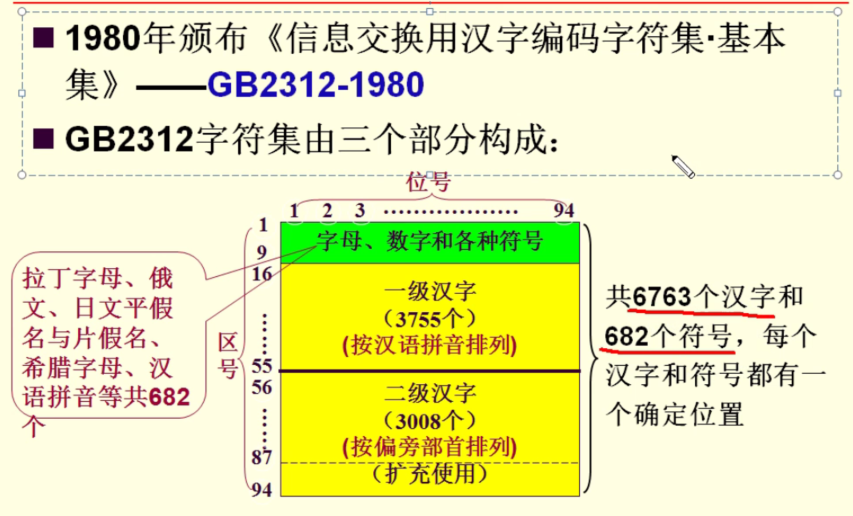 ■ 1980年颁布《信息交换用汉字编码字符集·基本
集》——GB2312-1980
■ GB2312字符集由三个部分构成：
位号
1 2 3 ……………… 94
1
9
16
55
56
87
94
区号
字母、数字和各种符号
一级汉字
（3755个）
(按汉语拼音排列)
二级汉字
（3008个）
(按偏旁部首排列)
（扩充使用）
拉丁字母、俄
文、日文平假
名与片假名、
希腊字母、汉
语拼音等共682
个
共6763个汉字和
682个符号，每个
汉字和符号都有一
个确定位置